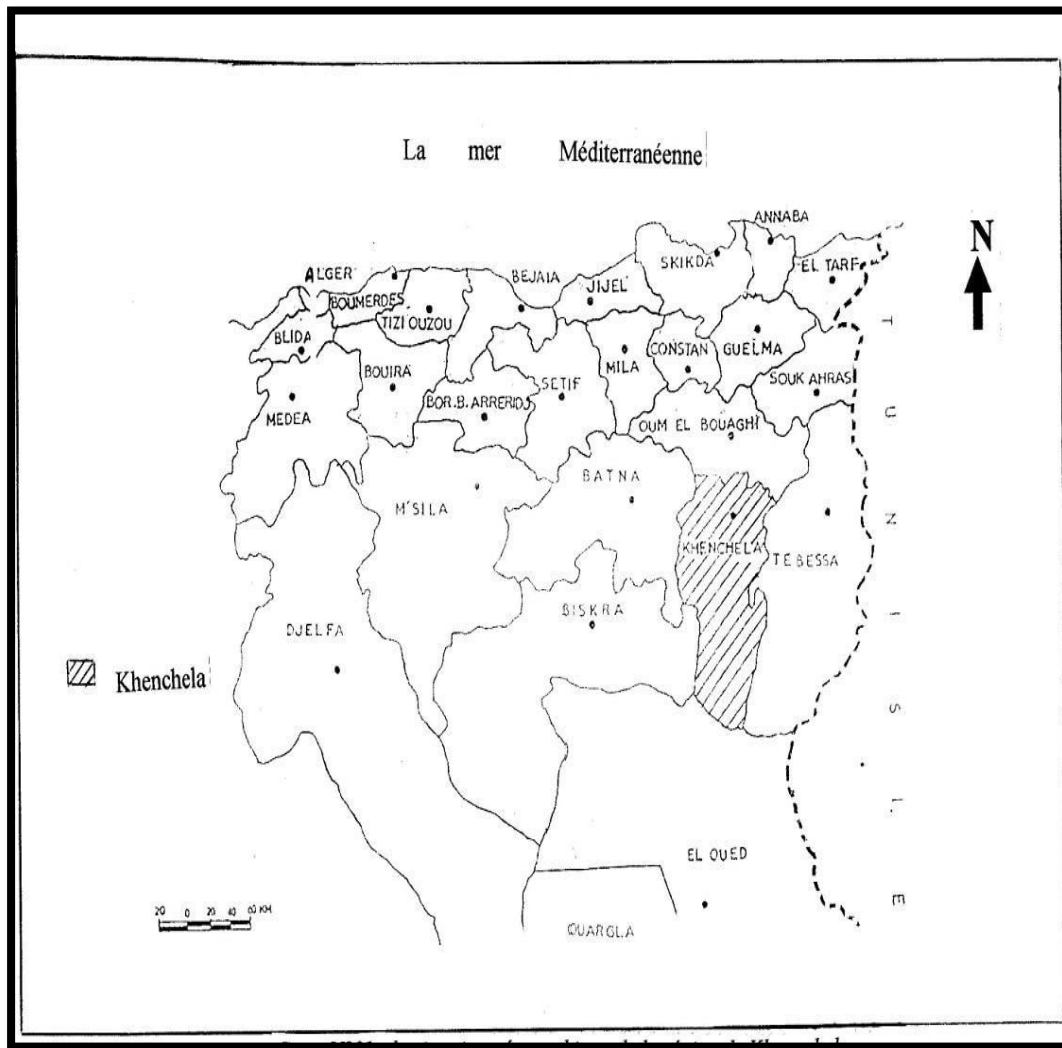 La mer Méditerranéenne
N
ANNABA
SKIKDA
EL TARF
ALGER
BEJAIA
JIJEL
BOUMERDES
TIZI OUZOU
BLIDA
MILA
CONSTAN
GUELMA
BOUIRA
SETIF
SOUK AHRAS
MEDEA
BOR.B.ARRERIDJ
OUM EL BOUAGHI
BATNA
M'SILA
KHENCHELA
TEBESSA
BISKRA
DJELFA
Khenchela
EL OUED
OUARGLA
20 0 20 40 60 KM
T
U
N
I
S
I
E